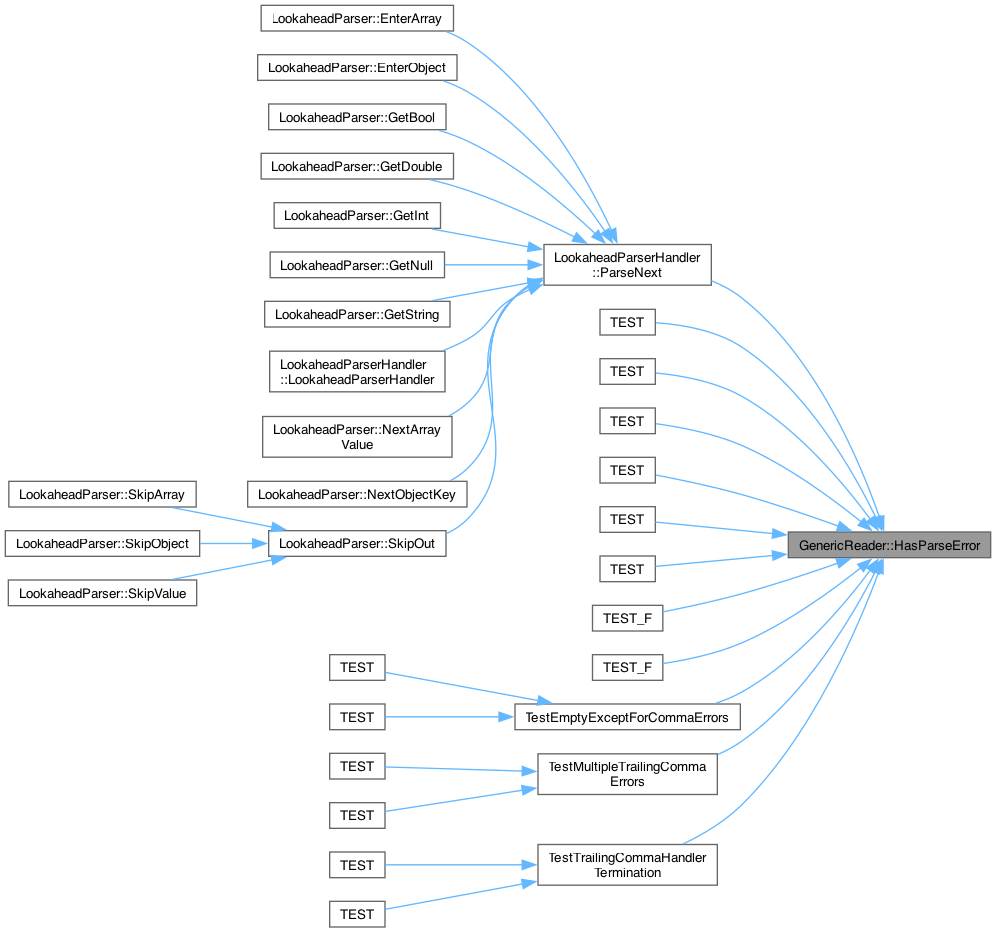 LookaheadParser::EnterArray
LookaheadParser::EnterObject
LookaheadParser::GetBool
LookaheadParser::GetDouble
LookaheadParser::GetInt
LookaheadParser::GetNull
LookaheadParser::GetString
LookaheadParserHandler
::LookaheadParserHandler
LookaheadParser::NextArray
Value
LookaheadParser::NextObjectKey
LookaheadParser::SkipOut
LookaheadParser::SkipArray
LookaheadParser::SkipObject
LookaheadParser::SkipValue
LookaheadParserHandler
::ParseNext
TEST
TEST
TEST
TEST
TEST
TEST
TEST_F
TEST_F
TestEmptyExceptForCommaErrors
TEST
TEST
TestMultipleTrailingComma
Errors
TEST
TEST
TestTrailingCommaHandler
Termination
TEST
TEST
GenericReader::HasParseError